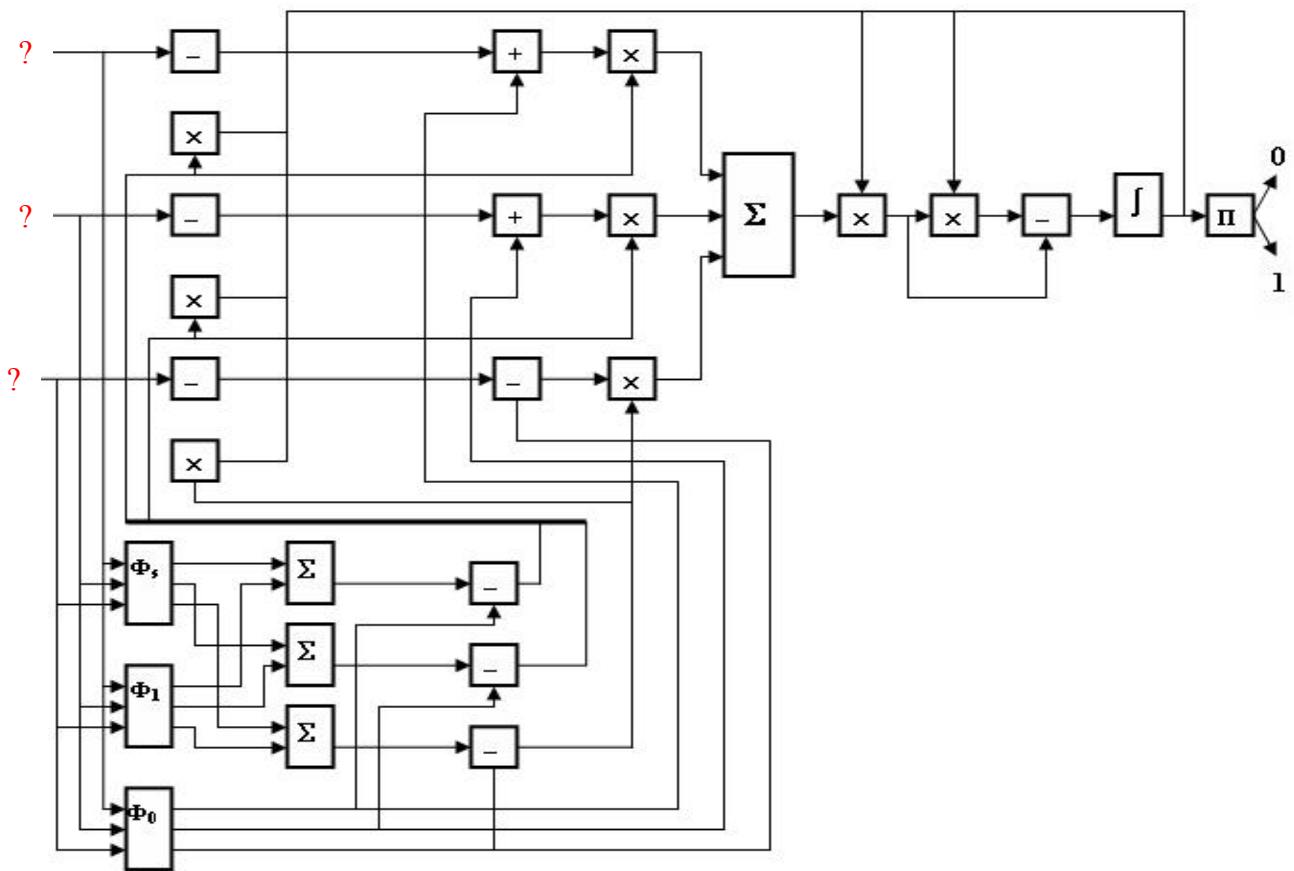 ? − + ×
×
? − + × Σ × × − ∫ П 0
× 1
? − − ×
×
Φs Σ −
Σ −
Φ1 Σ −
Φ0